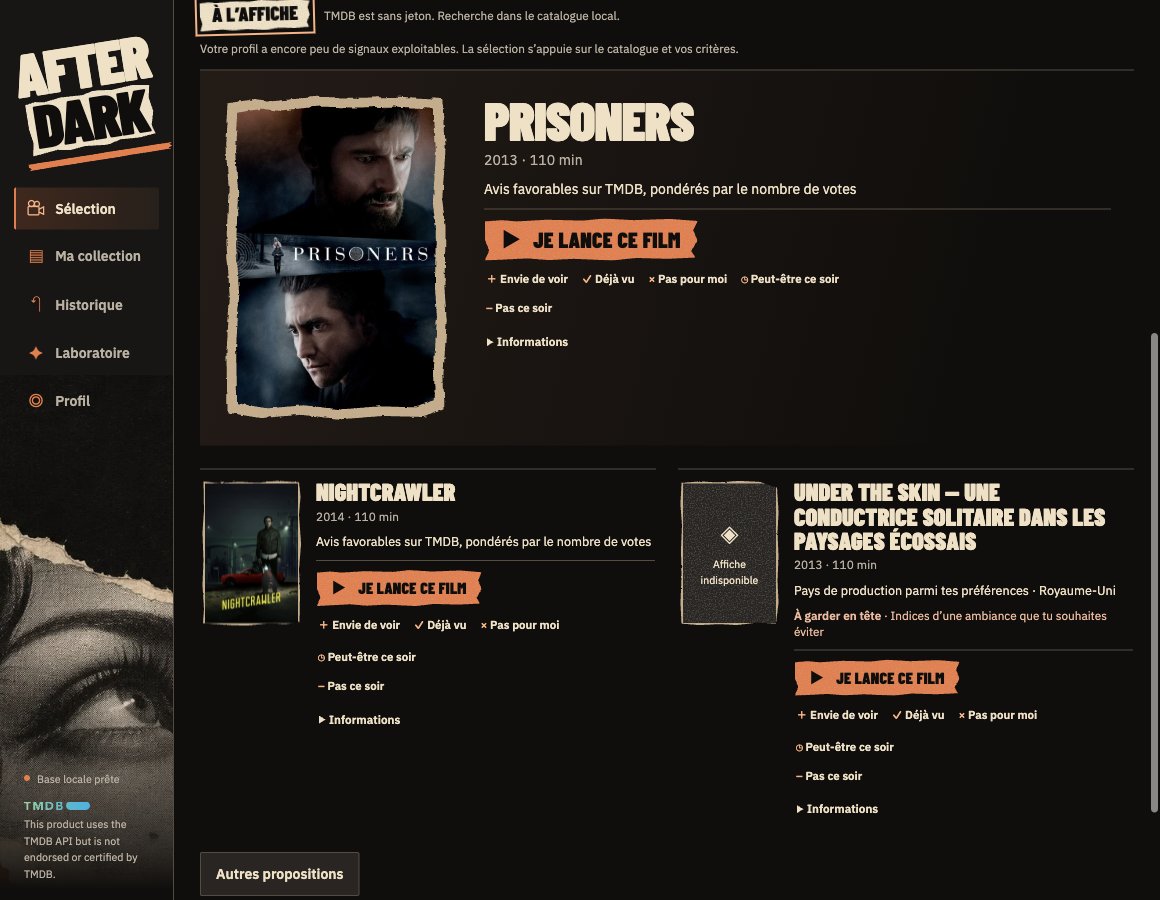 AFTER
DARK
Sélection
Ma collection
Historique
Laboratoire
Profil
Base locale prête
TMDB
This product uses the
TMDB API but is not
endorsed or certified by
TMDB.
À L'AFFICHE
TMDB est sans jeton. Recherche dans le catalogue local.
Votre profil a encore peu de signaux exploitables. La sélection s'appuie sur le catalogue et vos critères.
PRISONERS
PRISONERS
2013 · 110 min
Avis favorables sur TMDB, pondérés par le nombre de votes
JE LANCE CE FILM
+ Envie de voir ✓ Déjà vu × Pas pour moi Peut-être ce soir
– Pas ce soir
Informations
NIGHTCRAWLER
NIGHTCRAWLER
2014 · 110 min
Avis favorables sur TMDB, pondérés par le nombre de votes
JE LANCE CE FILM
+ Envie de voir ✓ Déjà vu × Pas pour moi
Peut-être ce soir
– Pas ce soir
Informations
Affiche
indisponible
UNDER THE SKIN – UNE
CONDUCTRICE SOLITAIRE DANS LES
PAYSAGES ÉCOSSAIS
2013 · 110 min
Pays de production parmi tes préférences · Royaume-Uni
À garder en tête · Indices d'une ambiance que tu souhaites
éviter
JE LANCE CE FILM
+ Envie de voir ✓ Déjà vu × Pas pour moi
Peut-être ce soir
– Pas ce soir
Informations
Autres propositions